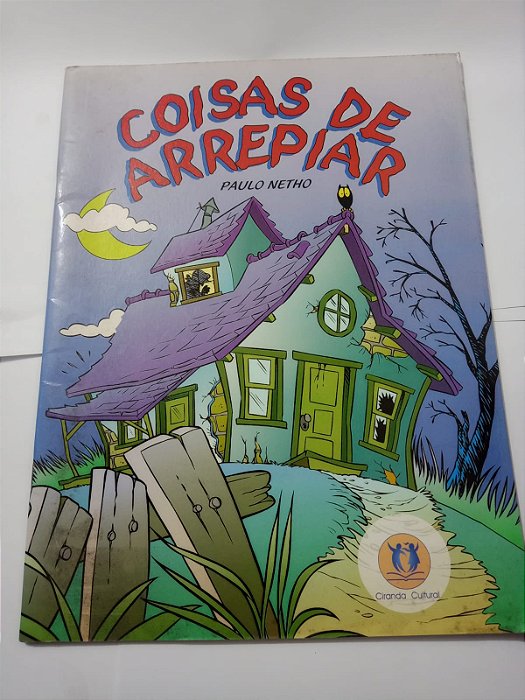 COISAS DE
ARREPIAR
PAULO NETHO
Ciranda Cultural